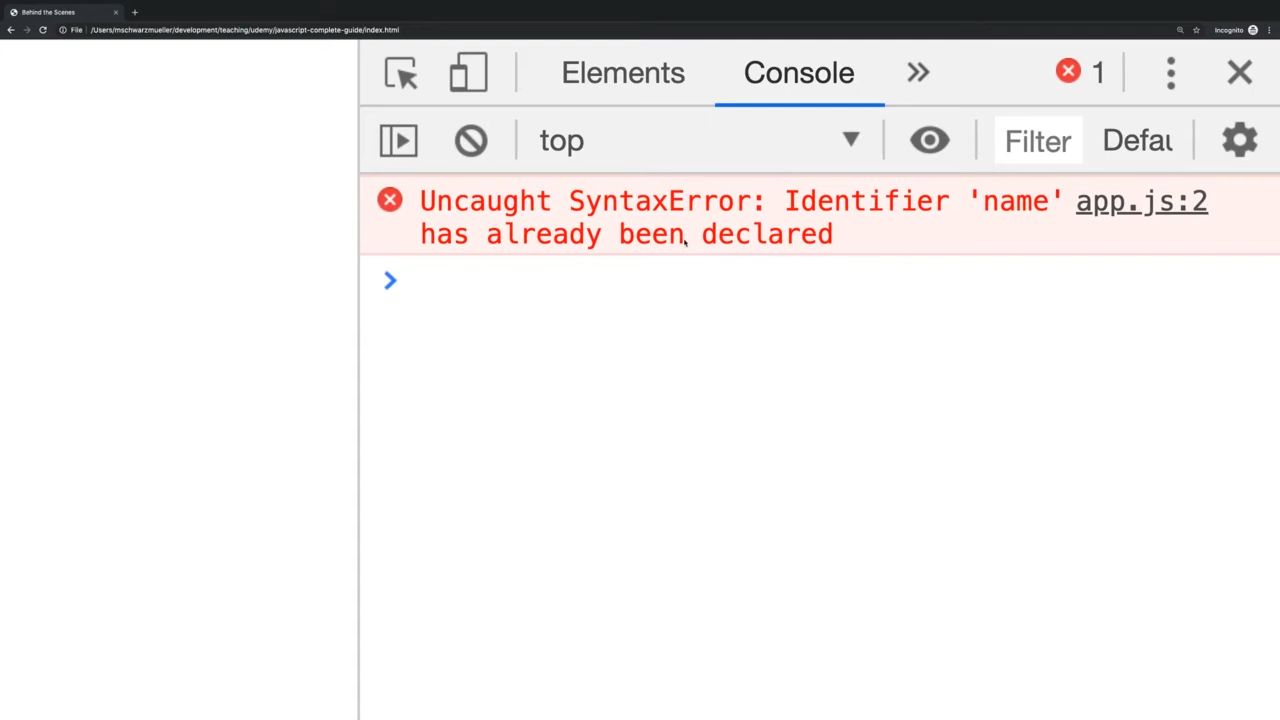 Behind the Scenes
File /Users/mschwarzmueller/development/teaching/udemy/javascript-complete-guide/index.html
Incognito
Elements Console 1
top Filter Defau
Uncaught SyntaxError: Identifier 'name' app.js:2
has already been declared